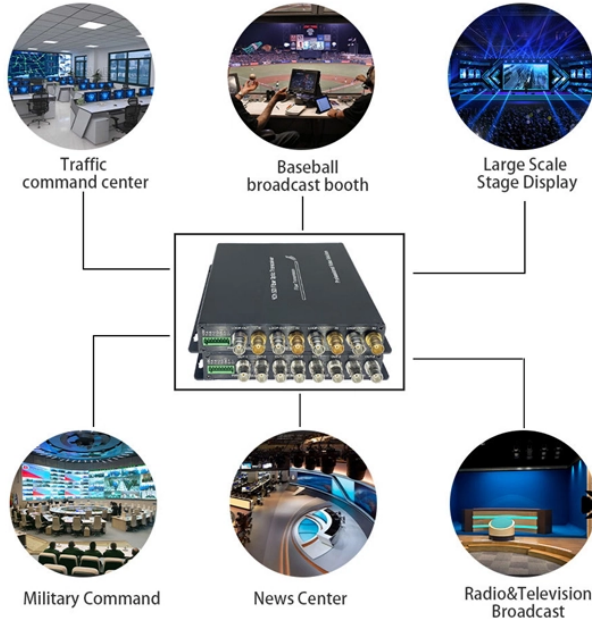 Traffic
command center
Baseball
broadcast booth
Large Scale
Stage Display
Military Command
News Center
Radio&Television
Broadcast